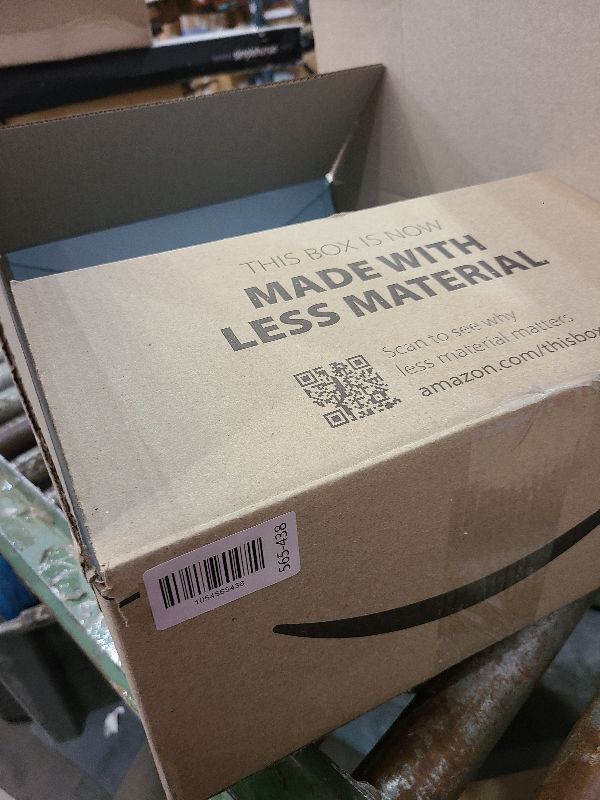 THIS BOX IS NOW
MADE WITH
LESS MATERIAL
Scan to see why
less material matters
amazon.com/thisbox
1054565438
565-438